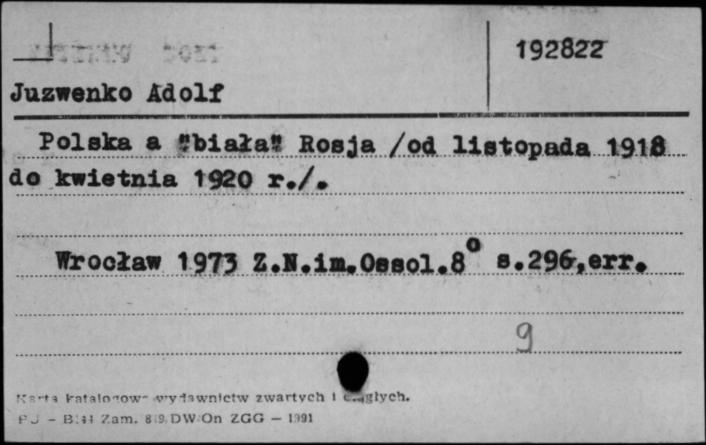 192822
Juzwenko Adolf
Polska a "biała" Rosja /od listopada 1918
do kwietnia 1920 r./.
Wrocław 1973 Z.N.im.Ossol.8° s.296,err.
9
Karta katalogowa wydawnictw zwartych i ciągłych.
Zam. DW/On ZGG — 1991